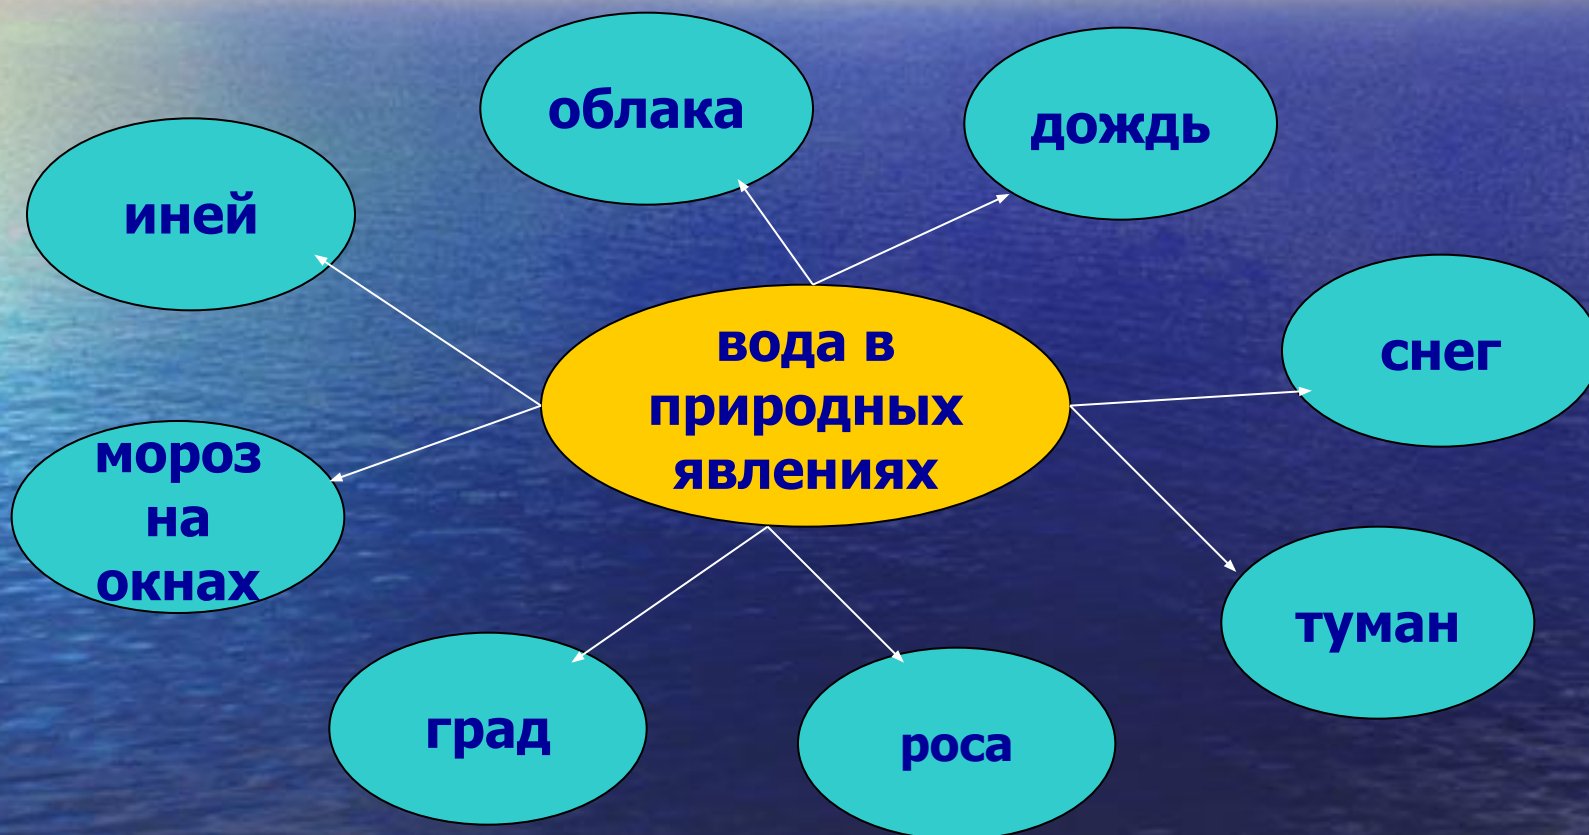 облака
дождь
иней
вода в
природных
явлениях
снег
мороз
на
окнах
туман
град
роса